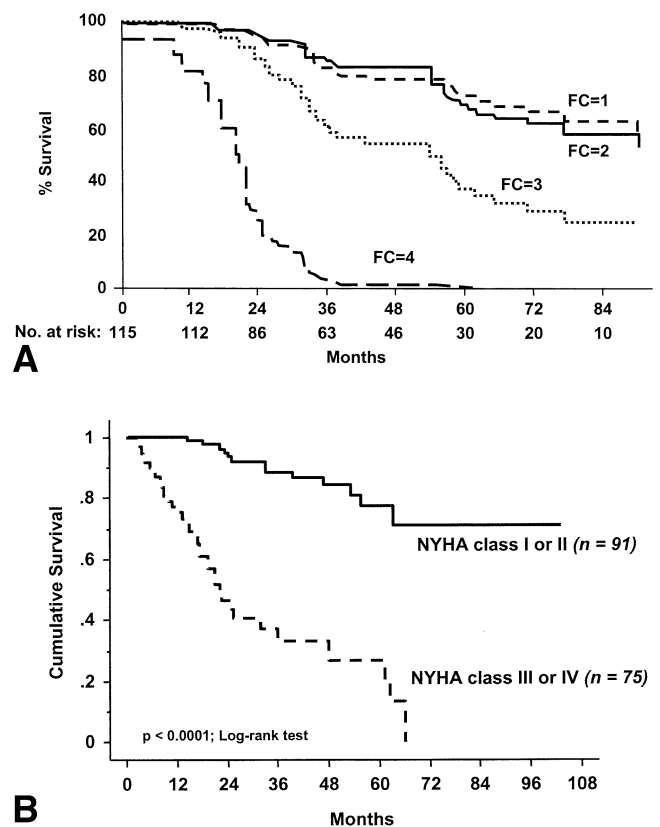 100
80
60
40
20
0
% Survival
FC=1
FC=2
FC=3
FC=4
0 12 24 36 48 60 72 84
No. at risk: 115 112 86 63 46 30 20 10
Months
A
1
.8
.6
.4
.2
0
Cumulative Survival
NYHA class I or II (n = 91)
NYHA class III or IV (n = 75)
p < 0.0001; Log-rank test
0 12 24 36 48 60 72 84 96 108
Months
B